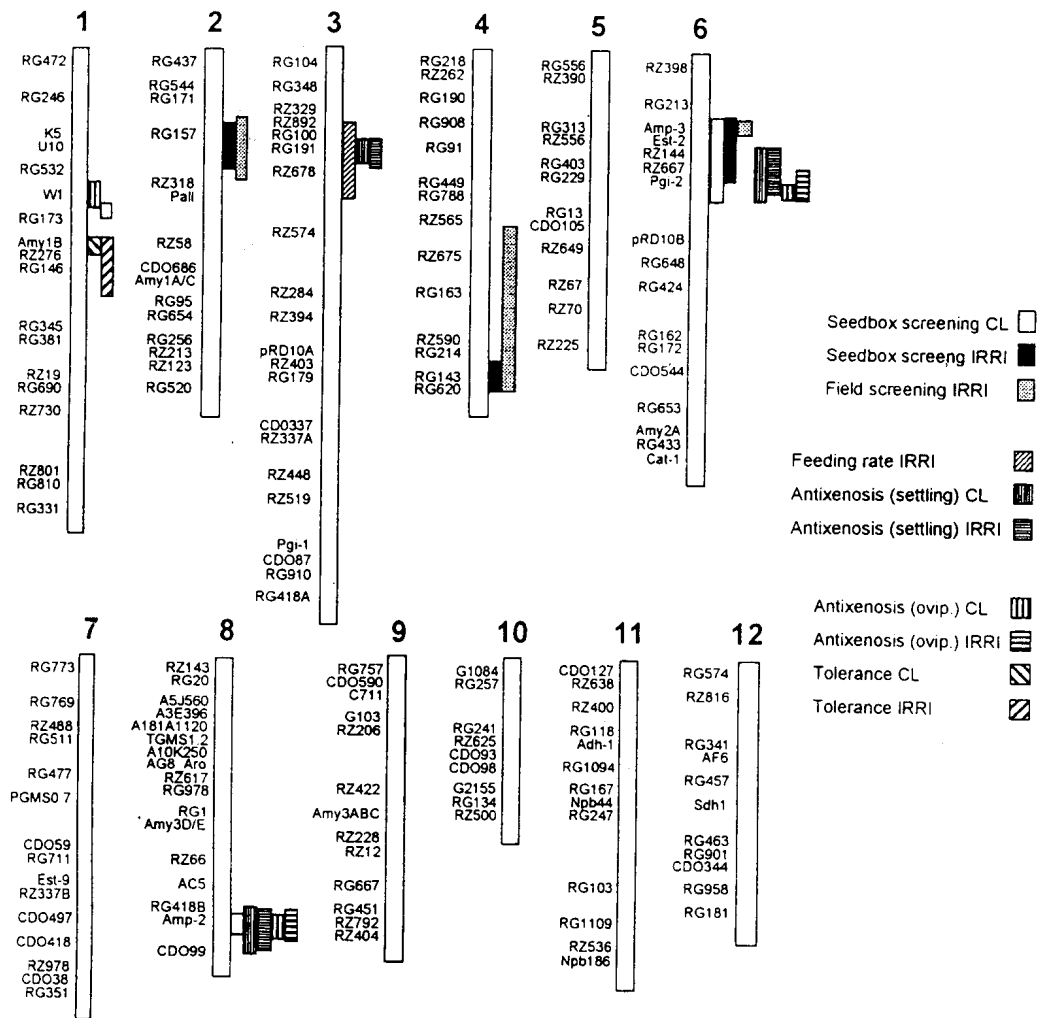 1
RG472
RG246
K5
U10
RG532
W1
RG173
Amy1B
RZ276
RG146
RG345
RG381
RZ19
RG690
RZ730
RZ801
RG810
RG331
2
RG437
RG544
RG171
RG157
RZ318
Pall
RZ58
CDO686
Amy1A/C
RG95
RG654
RG256
RZ213
RZ123
RG520
3
RG104
RG348
RZ329
RZ892
RG100
RG191
RZ678
RZ574
RZ284
RZ394
pRD10A
RZ403
RG179
CD0337
RZ337A
RZ448
RZ519
Pgi-1
CDO87
RG910
RG418A
4
RG218
RZ262
RG190
RG908
RG91
RG449
RG788
RZ565
RZ675
RG163
RZ590
RG214
RG143
RG620
5
RG556
RZ390
RG313
RZ556
RG403
RG229
RG13
CDO105
RZ649
RZ67
RZ70
RZ225
6
RZ398
RG213
Amp-3
Est-2
RZ144
RZ667
Pgi-2
pRD10B
RG648
RG424
RG162
RG172
CDO544
RG653
Amy2A
RG433
Cat-1
Seedbox screening CL
Seedbox screeng IRRI
Field screening IRRI
Feeding rate IRRI
Antixenosis (settling) CL
Antixenosis (settling) IRRI
Antixenosis (ovip.) CL
Antixenosis (ovip.) IRRI
Tolerance CL
Tolerance IRRI
7
RG773
RG769
RZ488
RG511
RG477
PGMS0 7
CDO59
RG711
Est-9
RZ337B
CDO497
CDO418
RZ978
CDO38
RG351
8
RZ143
RG20
A5J560
A3E396
A181A1120
TGMS1 2
A10K250
AG8 Aro
RZ617
RG978
RG1
Amy3D/E
RZ66
AC5
RG418B
Amp-2
CDO99
9
RG757
CDO590
C711
G103
RZ206
RZ422
Amy3ABC
RZ228
RZ12
RG667
RG451
RZ792
RZ404
10
G1084
RG257
RG241
RZ625
CDO93
CDO98
G2155
RG134
RZ500
11
CDO127
RZ638
RZ400
RG118
Adh-1
RG1094
RG167
Npb44
RG247
RG103
RG1109
RZ536
Npb186
12
RG574
RZ816
RG341
AF6
RG457
Sdh1
RG463
RG901
CDO344
RG958
RG181